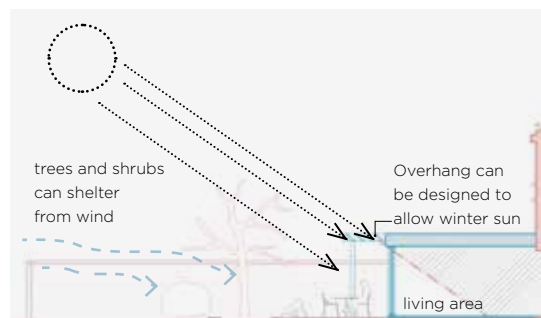 trees and shrubs
can shelter
from wind
Overhang can
be designed to
allow winter sun
living area